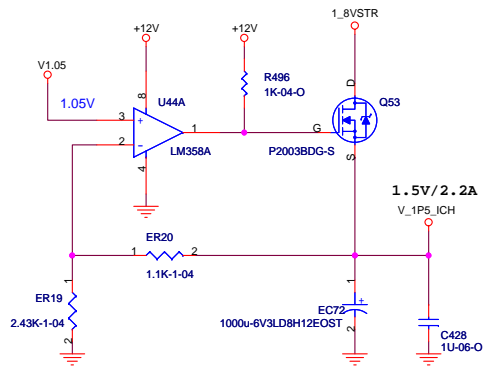 1_8VSTR
+12V
+12V
V1.05
R496
1K-04-O
U44A
8
D
Q53
1.05V
3
+
1
G
2
-
LM358A
P2003BDG-S
4
S
1.5V/2.2A
V_1P5_ICH
ER20
1
2
1.1K-1-04
1
1
ER19
EC72
+
2.43K-1-04
1000u-6V3LD8H12EOST
2
2
C428
1U-06-O